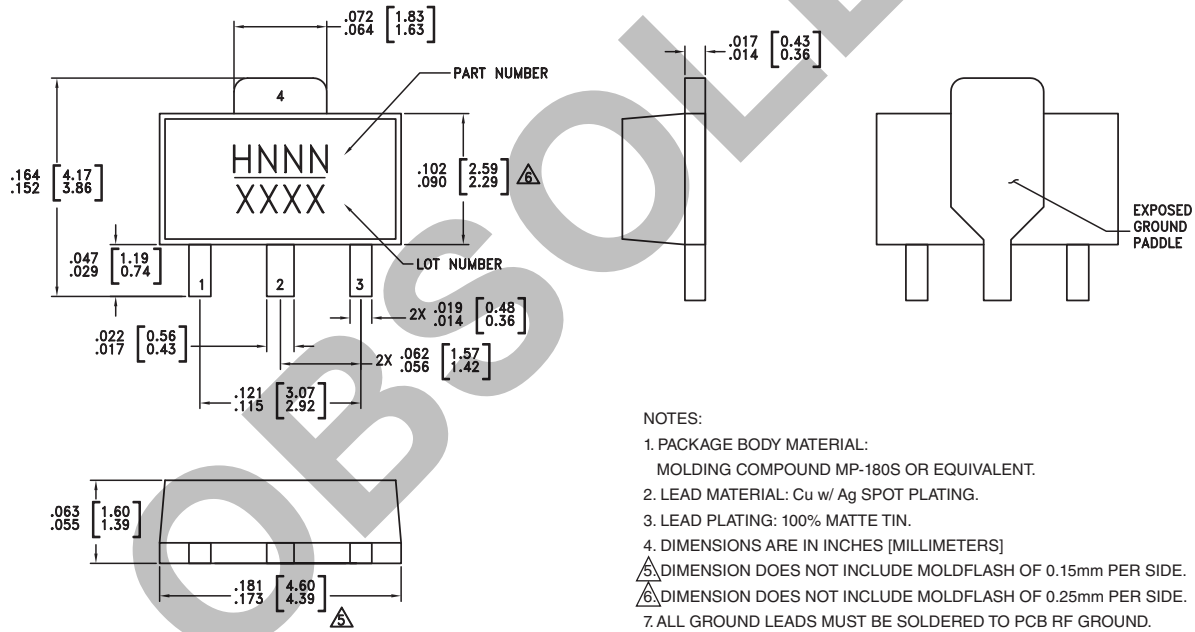 .072 [1.83]
.064 [1.63]
.017 [0.43]
.014 [0.36]
PART NUMBER
4
HNNN
XXXX
.164 [4.17]
.152 [3.86]
.102 [2.59]
.090 [2.29]
6
EXPOSED
GROUND
PADDLE
LOT NUMBER
.047 [1.19]
.029 [0.74]
1
2
3
2X .019 [0.48]
.014 [0.36]
.022 [0.56]
.017 [0.43]
2X .062 [1.57]
.056 [1.42]
.121 [3.07]
.115 [2.92]
.063 [1.60]
.055 [1.39]
.181 [4.60]
.173 [4.39]
5
NOTES:
1. PACKAGE BODY MATERIAL:
MOLDING COMPOUND MP-180S OR EQUIVALENT.
2. LEAD MATERIAL: Cu w/ Ag SPOT PLATING.
3. LEAD PLATING: 100% MATTE TIN.
4. DIMENSIONS ARE IN INCHES [MILLIMETERS]
5. DIMENSION DOES NOT INCLUDE MOLDFLASH OF 0.15mm PER SIDE.
6. DIMENSION DOES NOT INCLUDE MOLDFLASH OF 0.25mm PER SIDE.
7. ALL GROUND LEADS MUST BE SOLDERED TO PCB RF GROUND.
OBSOLE